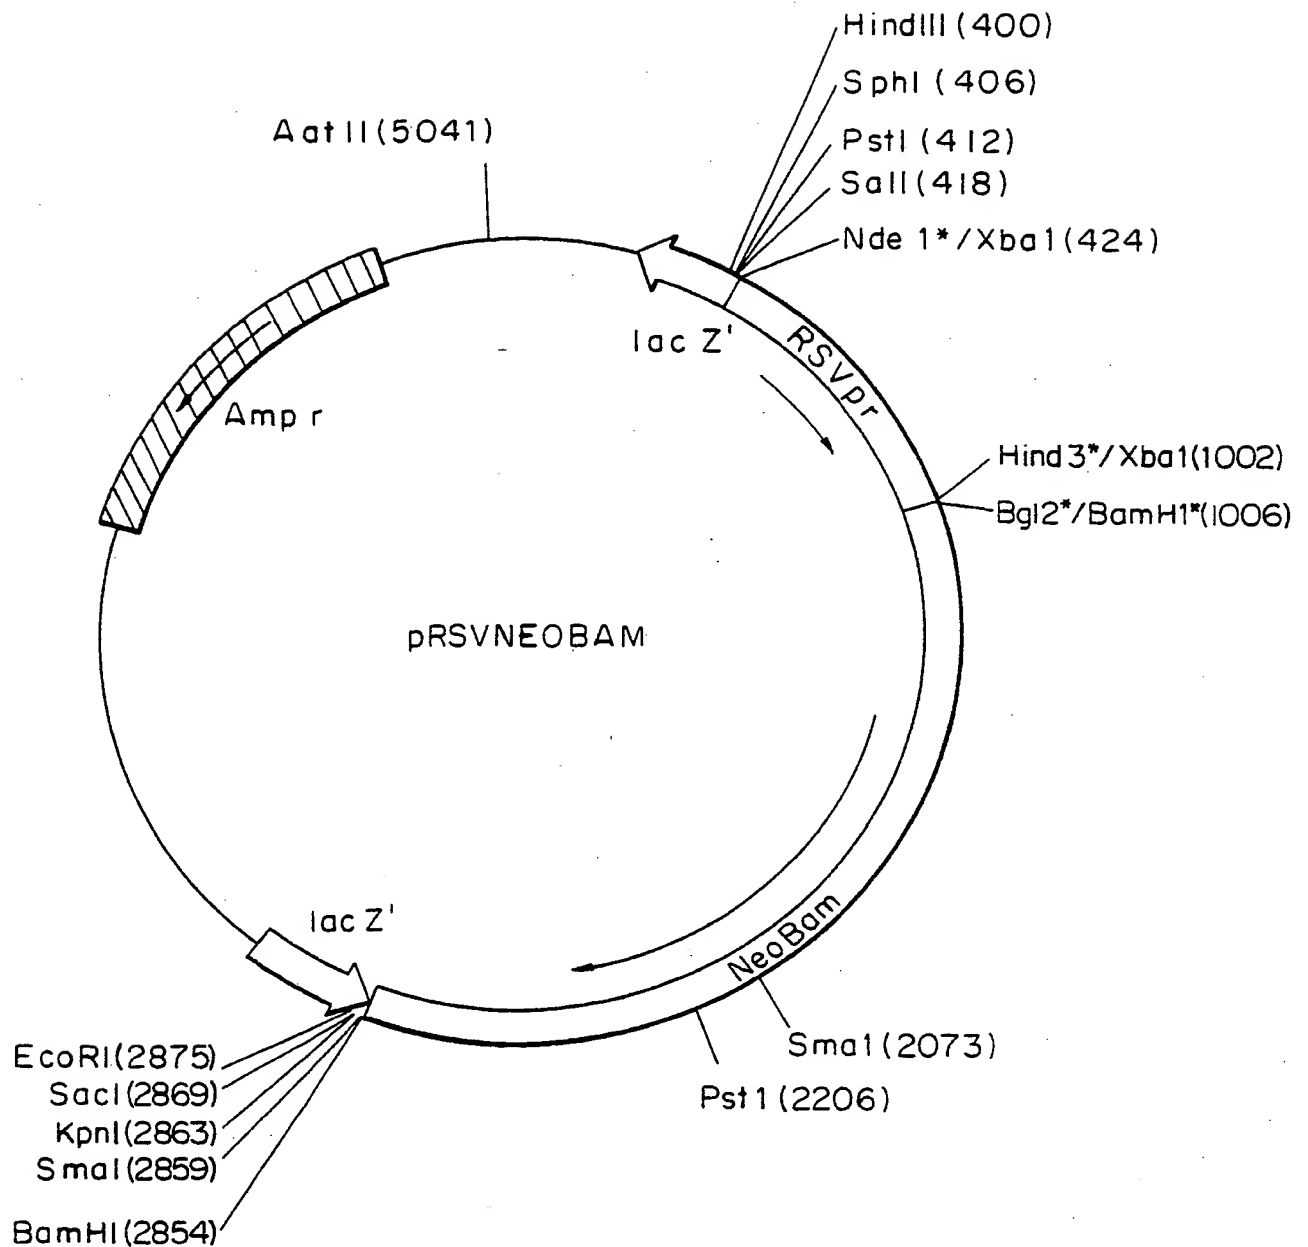 HindIII (400)
SphI (406)
AatII (5041)
PstI (412)
SalI (418)
Nde 1*/Xba1 (424)
lac Z'
RSVpr
Amp r
Hind3*/Xba1(1002)
Bgl2*/BamH1*(1006)
pRSVNEOBAM
NeoBam
lac Z'
Sma1 (2073)
Pst1 (2206)
EcoRI(2875)
SacI(2869)
KpnI(2863)
SmaI(2859)
BamHI(2854)